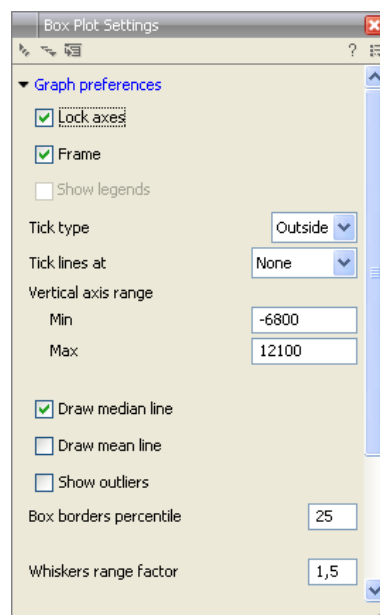 Box Plot Settings
?
Graph preferences
Lock axes
Frame
Show legends
Tick type Outside
Tick lines at None
Vertical axis range
Min -6800
Max 12100
Draw median line
Draw mean line
Show outliers
Box borders percentile 25
Whiskers range factor 1,5